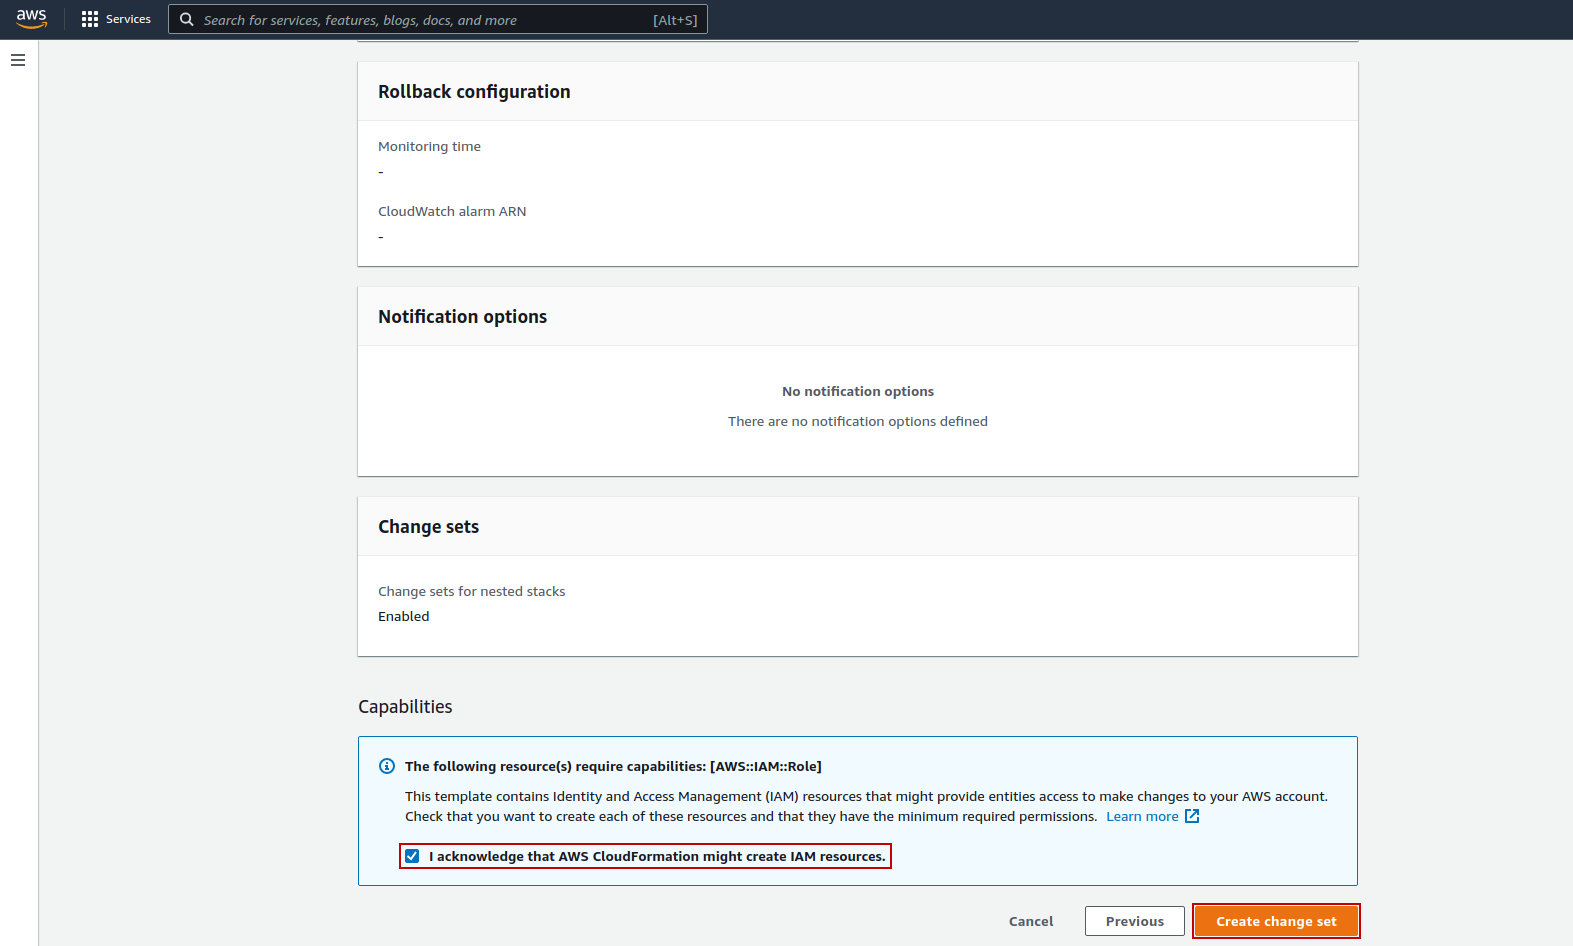 aws
Services
Search for services, features, blogs, docs, and more
[Alt+S]
Rollback configuration
Monitoring time
-
CloudWatch alarm ARN
-
Notification options
No notification options
There are no notification options defined
Change sets
Change sets for nested stacks
Enabled
Capabilities
The following resource(s) require capabilities: [AWS::IAM::Role]
This template contains Identity and Access Management (IAM) resources that might provide entities access to make changes to your AWS account.
Check that you want to create each of these resources and that they have the minimum required permissions. Learn more
I acknowledge that AWS CloudFormation might create IAM resources.
Cancel
Previous
Create change set